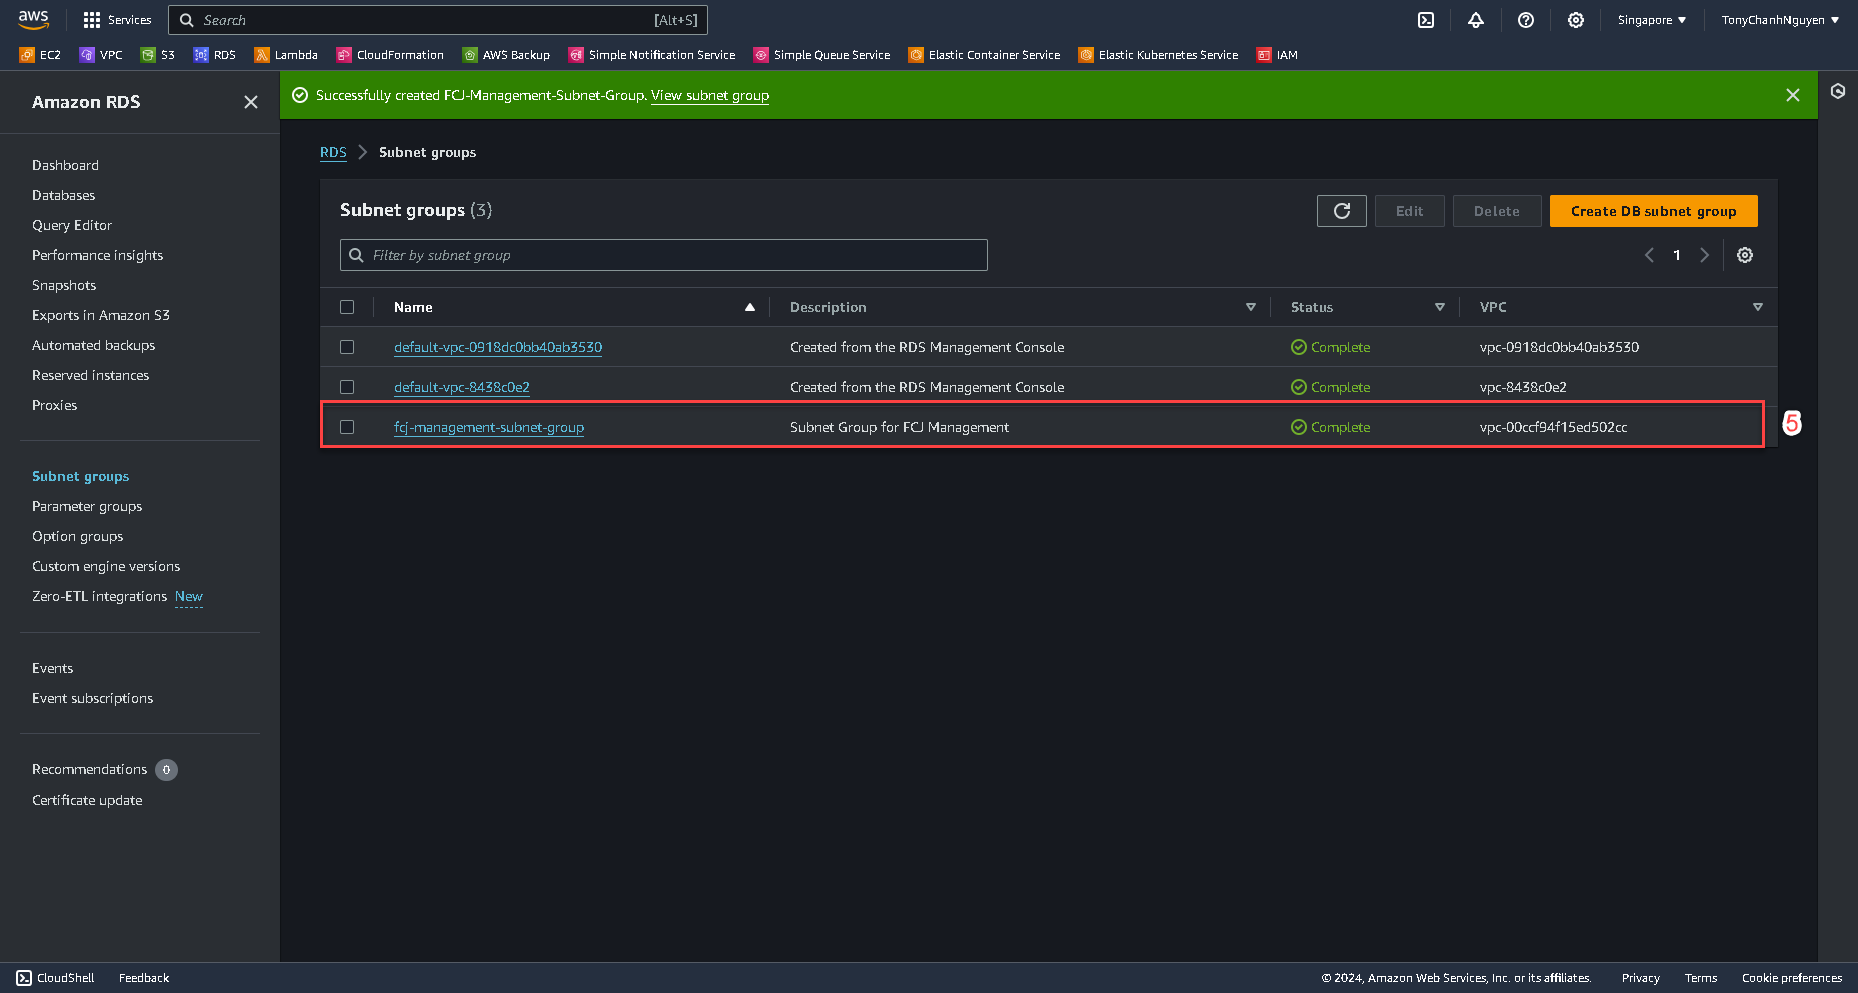 aws
Services
Search
[Alt+S]
Singapore
TonyChanhNguyen
EC2
VPC
S3
RDS
Lambda
CloudFormation
AWS Backup
Simple Notification Service
Simple Queue Service
Elastic Container Service
Elastic Kubernetes Service
IAM
Amazon RDS
Successfully created FCJ-Management-Subnet-Group. View subnet group
Dashboard
Databases
Query Editor
Performance insights
Snapshots
Exports in Amazon S3
Automated backups
Reserved instances
Proxies
Subnet groups
Parameter groups
Option groups
Custom engine versions
Zero-ETL integrations New
Events
Event subscriptions
Recommendations 0
Certificate update
RDS > Subnet groups
Subnet groups (3)
Edit
Delete
Create DB subnet group
Filter by subnet group
1
Name Description Status VPC
default-vpc-0918dc0bb40ab3530 Created from the RDS Management Console Complete vpc-0918dc0bb40ab3530
default-vpc-8438c0e2 Created from the RDS Management Console Complete vpc-8438c0e2
fcj-management-subnet-group Subnet Group for FCJ Management Complete vpc-00ccf94f15ed502cc
5
CloudShell
Feedback
© 2024, Amazon Web Services, Inc. or its affiliates.
Privacy
Terms
Cookie preferences